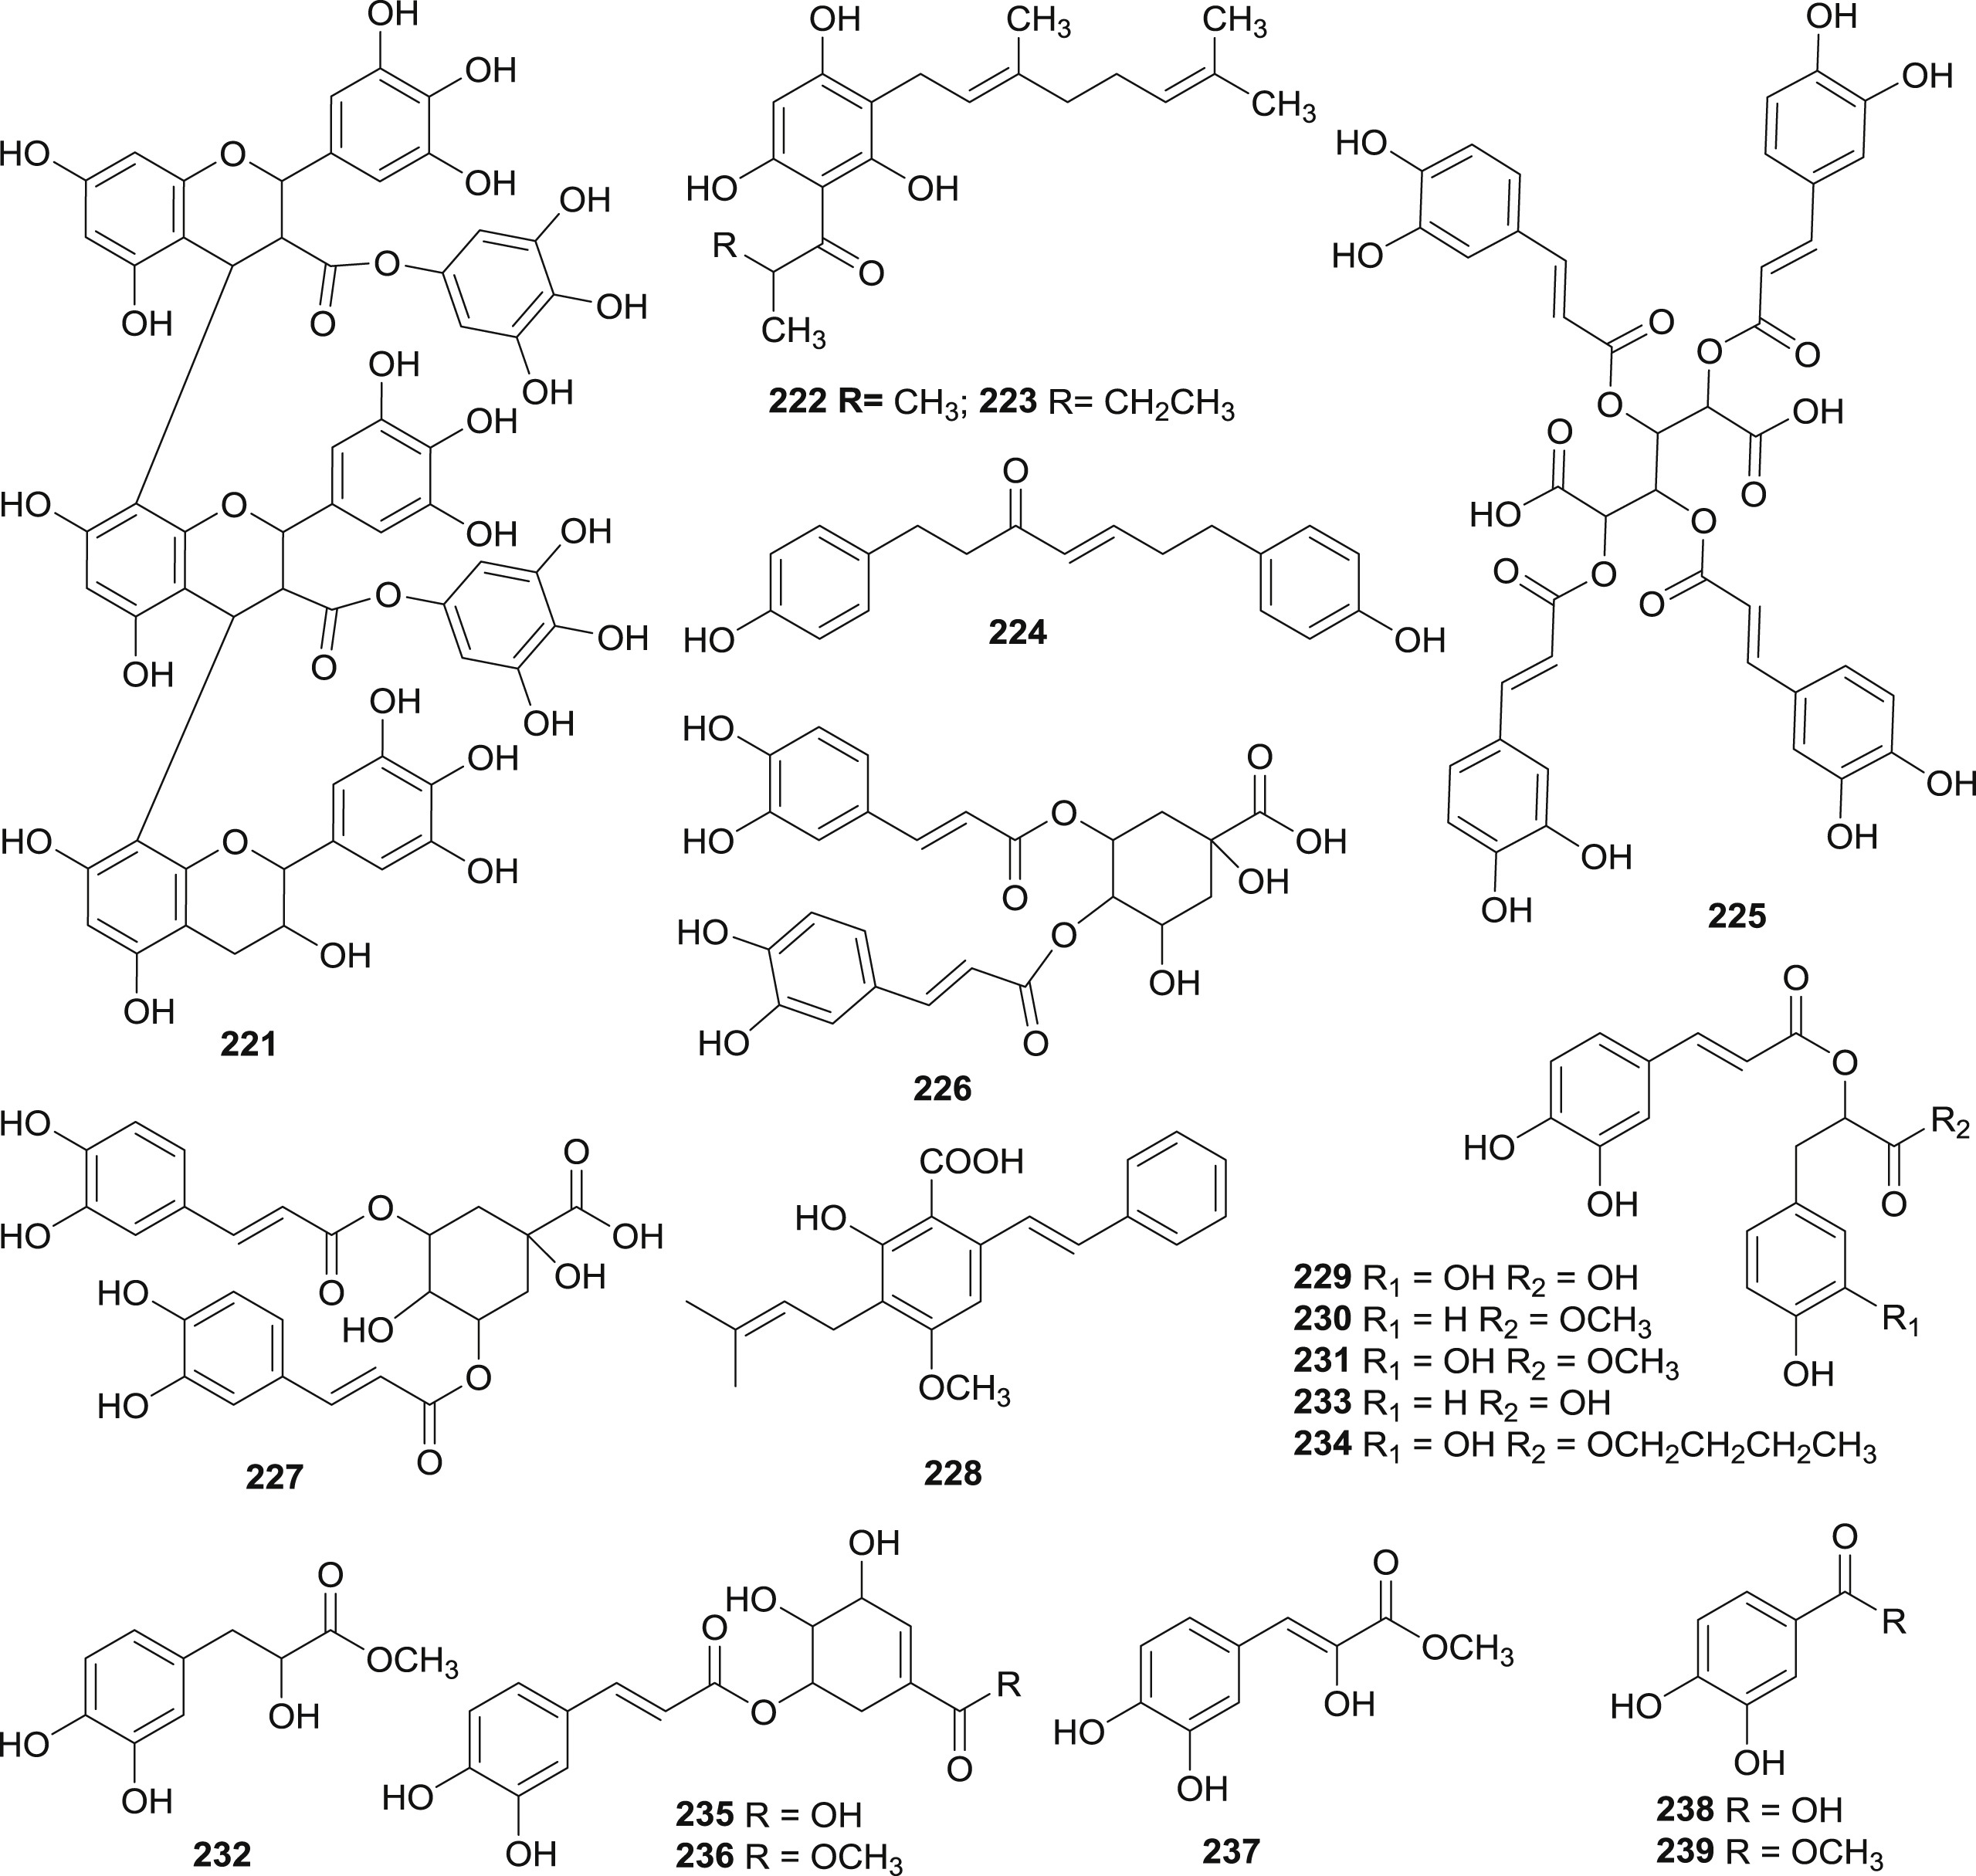 OH
OH
OH
HO
O
OH
OH
OH
O
O
OH
OH
OH
OH
OH
HO
O
OH
OH
OH
O
O
OH
OH
OH
OH
OH
HO
O
OH
OH
OH
221
OH
CH3
CH3
CH3
HO
OH
R
O
CH3
222 R= CH3; 223 R= CH2CH3
O
HO
OH
224
OH
OH
HO
HO
O
O
O
O
OH
O
O
HO
O
O
O
O
O
OH
OH
OH
OH
225
HO
HO
O
O
O
OH
OH
HO
HO
O
O
OH
226
HO
HO
O
O
O
OH
OH
HO
HO
HO
O
O
227
COOH
HO
OCH3
228
O
O
R2
O
HO
OH
R1
OH
229 R1 = OH R2 = OH
230 R1 = H R2 = OCH3
231 R1 = OH R2 = OCH3
233 R1 = H R2 = OH
234 R1 = OH R2 = OCH2CH2CH2CH3
O
OCH3
OH
HO
OH
232
OH
HO
O
O
R
O
HO
OH
235 R = OH
236 R = OCH3
O
OCH3
OH
HO
OH
237
O
R
HO
OH
238 R = OH
239 R = OCH3